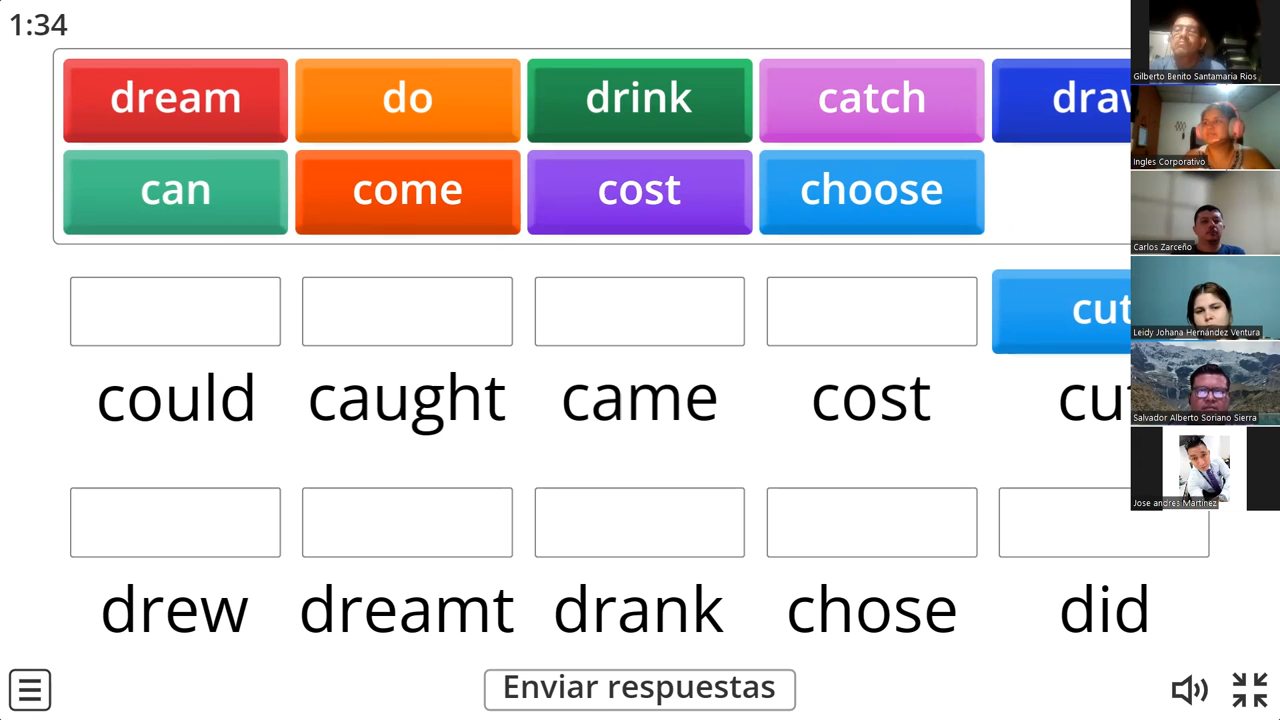 1:34
dream do drink catch
can come cost choose
cut
could caught came cost
drew dreamt drank chose did
Enviar respuestas
Gilberto Benito Santamaria Rios
Ingles Corporativo
Carlos Zarceño
Leidy Johana Hernández Ventura
Salvador Alberto Soriano Sierra
Jose andres Martinez